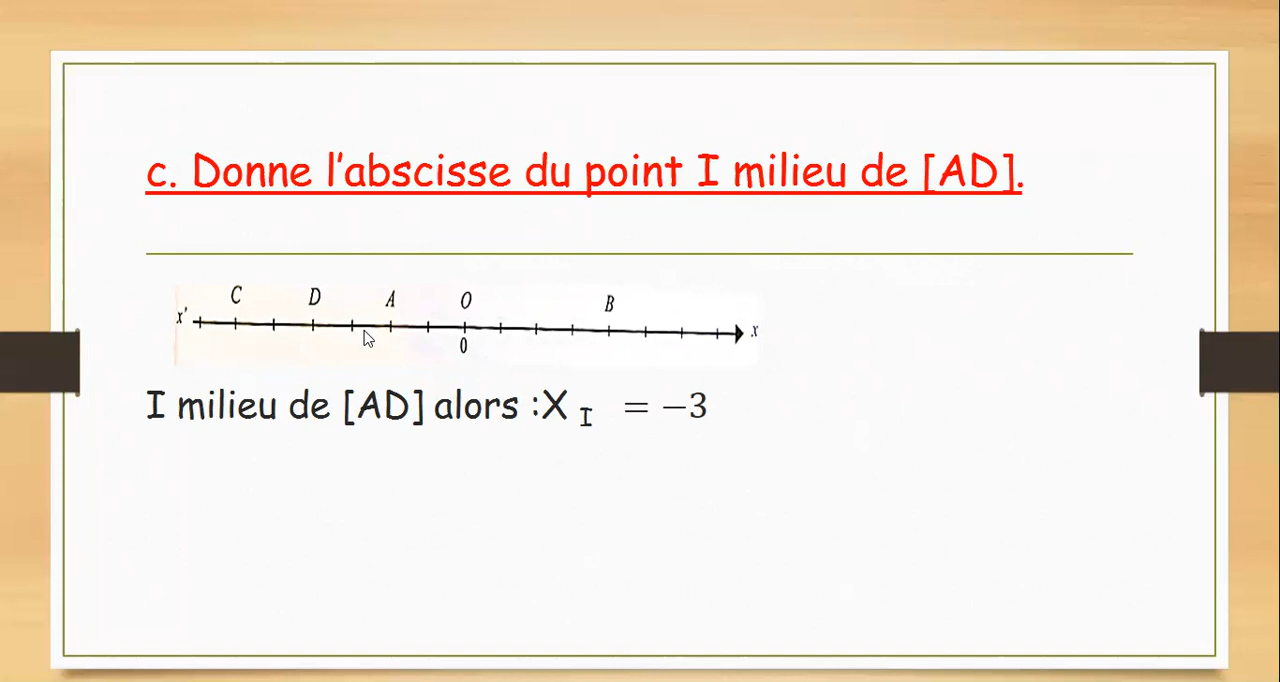 c. Donne l’abscisse du point I milieu de [AD].
C D A O B
x' x
0
I milieu de [AD] alors :X I = −3